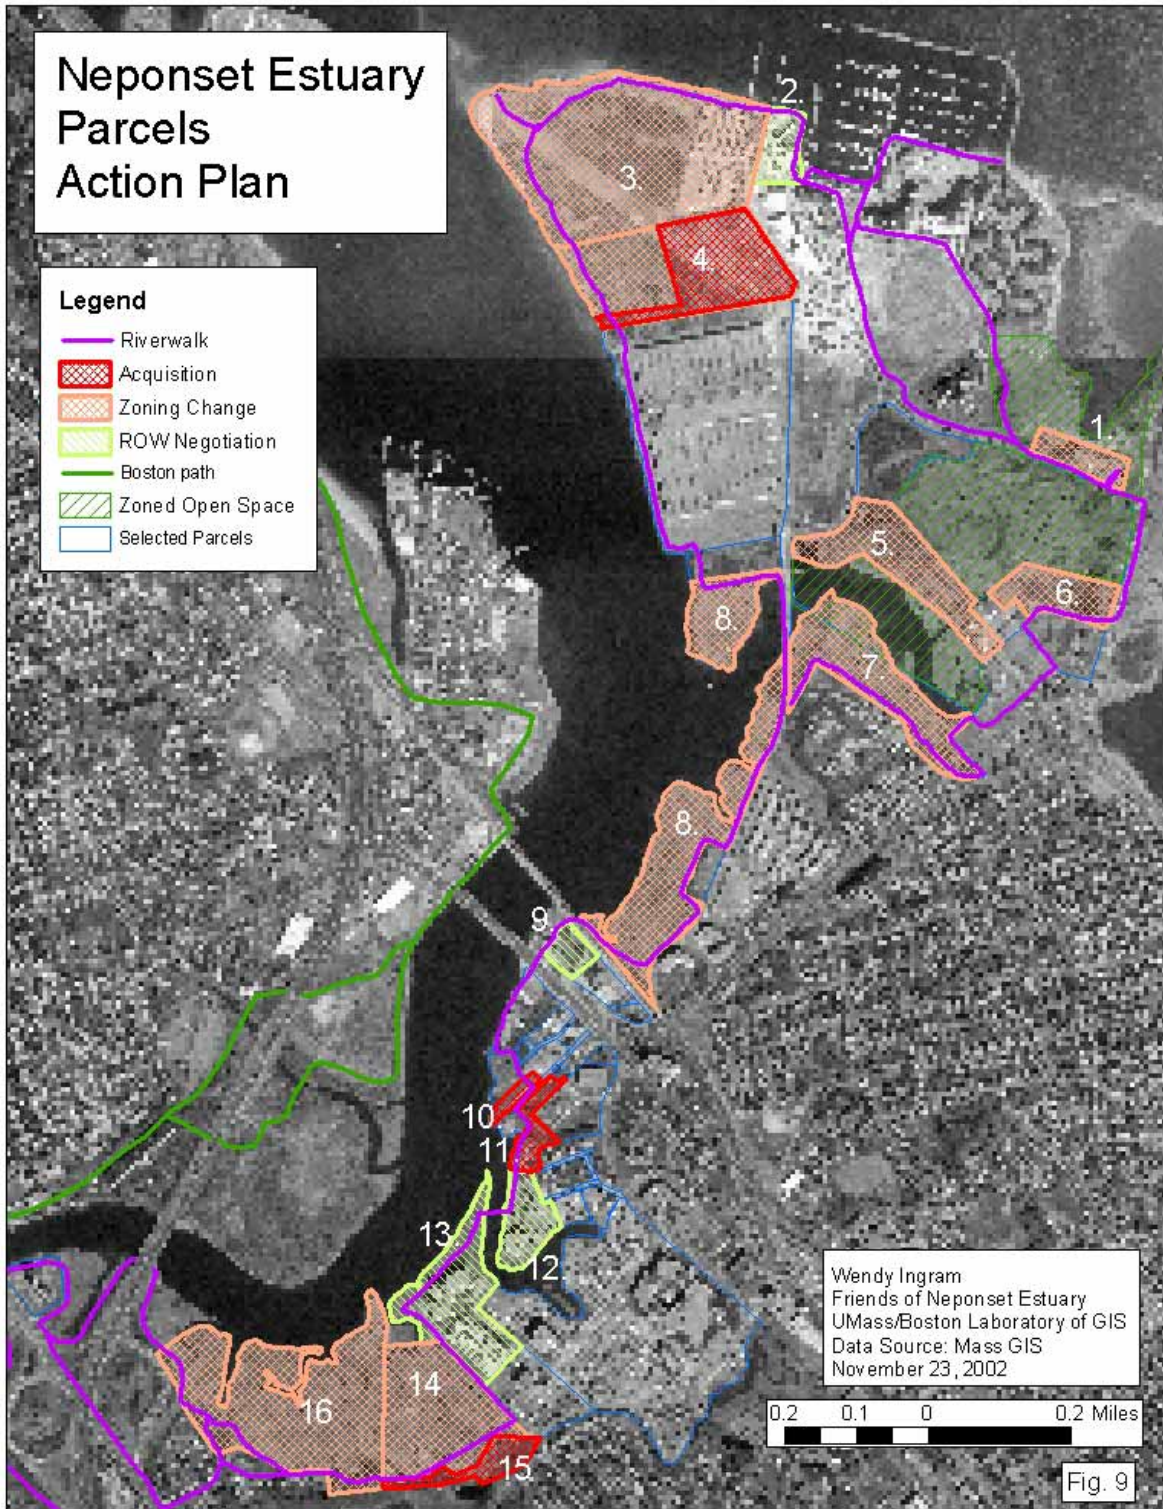 Neponset Estuary
Parcels
Action Plan
Legend
Riverwalk
Acquisition
Zoning Change
ROW Negotiation
Boston path
Zoned Open Space
Selected Parcels
2.
3.
4.
1.
5.
6.
8.
7.
8.
9.
10.
11.
13.
12.
14
16
15.
Wendy Ingram
Friends of Neponset Estuary
UMass/Boston Laboratory of GIS
Data Source: Mass GIS
November 23, 2002
0.2 0.1 0 0.2 Miles
Fig. 9